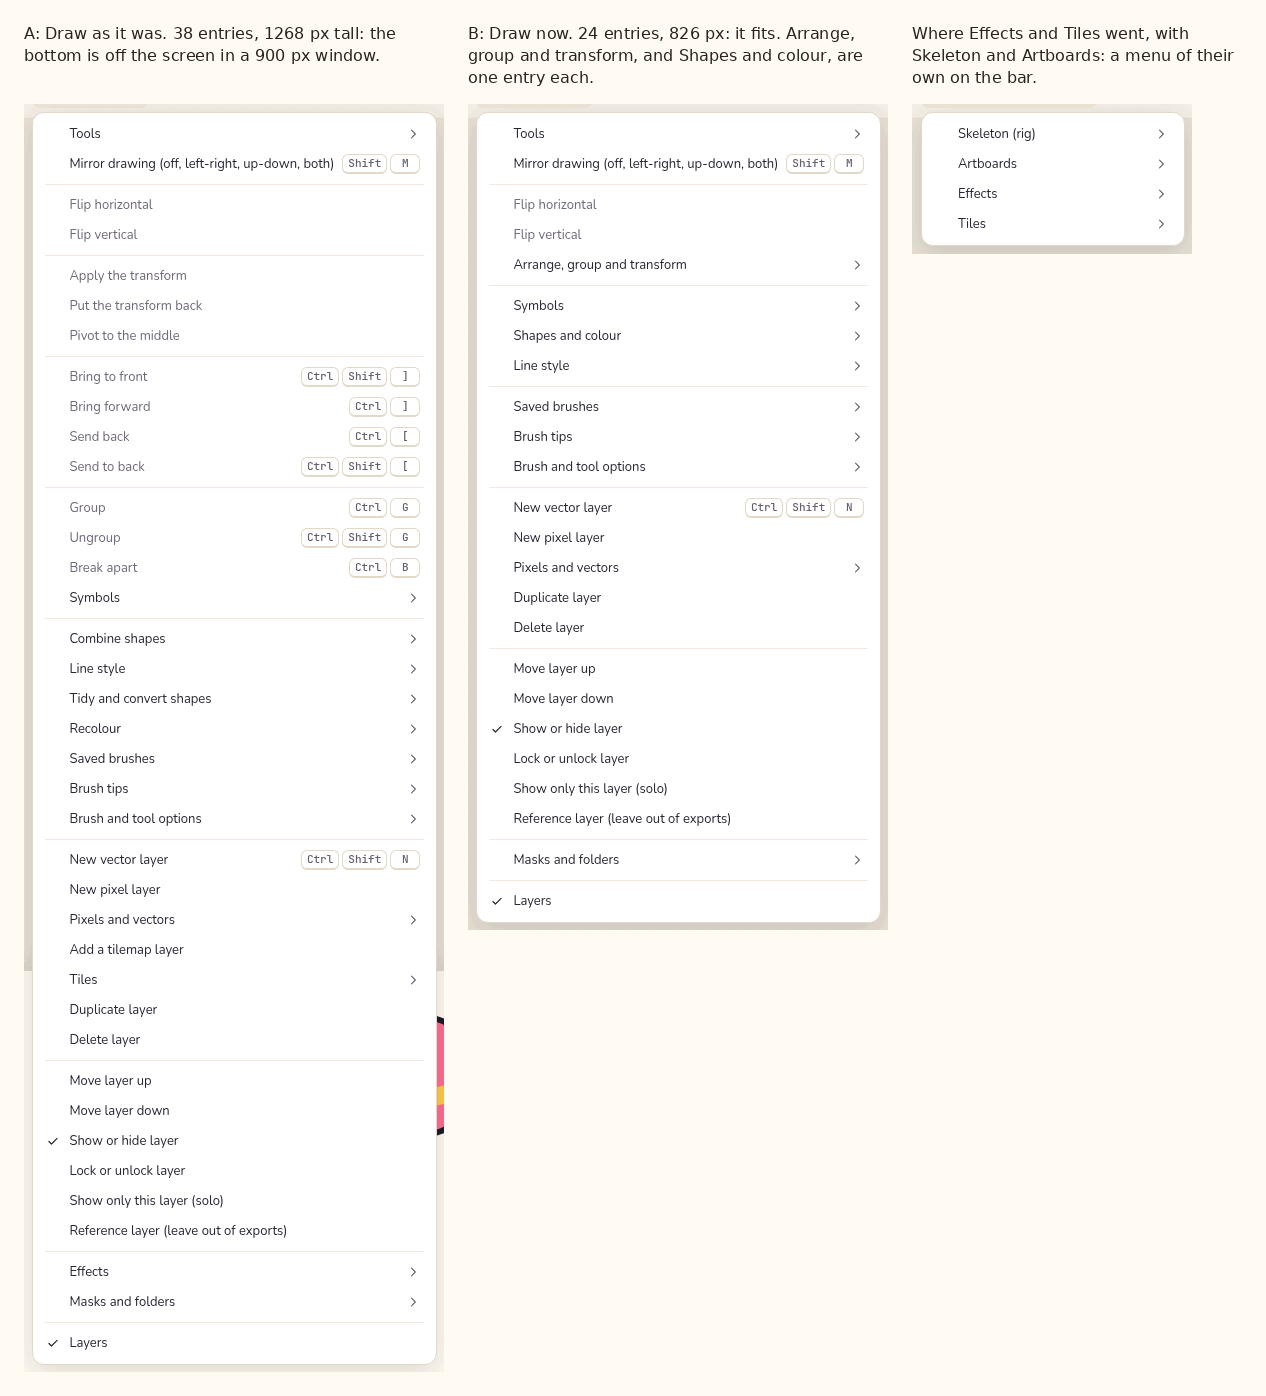 A: Draw as it was. 38 entries, 1268 px tall: the
bottom is off the screen in a 900 px window.
Tools
Mirror drawing (off, left-right, up-down, both) Shift M
Flip horizontal
Flip vertical
Apply the transform
Put the transform back
Pivot to the middle
Bring to front Ctrl Shift ]
Bring forward Ctrl ]
Send back Ctrl [
Send to back Ctrl Shift [
Group Ctrl G
Ungroup Ctrl Shift G
Break apart Ctrl B
Symbols
Combine shapes
Line style
Tidy and convert shapes
Recolour
Saved brushes
Brush tips
Brush and tool options
New vector layer Ctrl Shift N
New pixel layer
Pixels and vectors
Add a tilemap layer
Tiles
Duplicate layer
Delete layer
Move layer up
Move layer down
Show or hide layer
Lock or unlock layer
Show only this layer (solo)
Reference layer (leave out of exports)
Effects
Masks and folders
Layers
B: Draw now. 24 entries, 826 px: it fits. Arrange,
group and transform, and Shapes and colour, are
one entry each.
Tools
Mirror drawing (off, left-right, up-down, both) Shift M
Flip horizontal
Flip vertical
Arrange, group and transform
Symbols
Shapes and colour
Line style
Saved brushes
Brush tips
Brush and tool options
New vector layer Ctrl Shift N
New pixel layer
Pixels and vectors
Duplicate layer
Delete layer
Move layer up
Move layer down
Show or hide layer
Lock or unlock layer
Show only this layer (solo)
Reference layer (leave out of exports)
Masks and folders
Layers
Where Effects and Tiles went, with
Skeleton and Artboards: a menu of their
own on the bar.
Skeleton (rig)
Artboards
Effects
Tiles